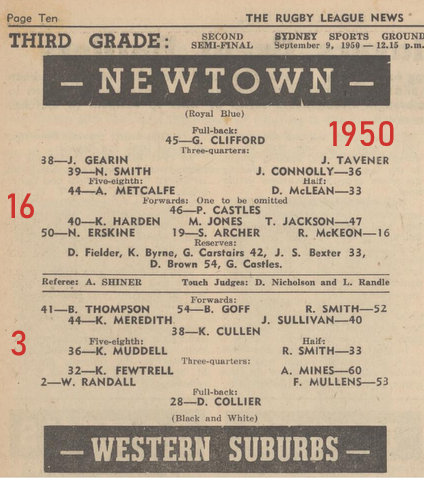 Page Ten THE RUGBY LEAGUE NEWS
THIRD GRADE: SECOND SEMI-FINAL SYDNEY SPORTS GROUND September 9, 1950 — 12.15 p.m.
— NEWTOWN —
(Royal Blue)
Full-back:
45—G. CLIFFORD
1950
Three-quarters:
38—J. GEARIN J. TAVENER
39—N. SMITH J. CONNOLLY—36
Five-eighth: Half:
44—A. METCALFE D. McLEAN—33
Forwards: One to be omitted
16
46—P. CASTLES
40—K. HARDEN M. JONES T. JACKSON—47
50—N. ERSKINE 19—S. ARCHER R. McKEON—16
Reserves:
D. Fielder, K. Byrne, G. Carstairs 42, J. S. Bexter 33,
D. Brown 54, G. Castles.
Referee: A. SHINER Touch Judges: D. Nicholson and L. Randle
Forwards:
41—B. THOMPSON 54—B. GOFF R. SMITH—52
44—K. MEREDITH J. SULLIVAN—40
38—K. CULLEN
3
Five-eighth: Half:
36—K. MUDDELL R. SMITH—33
Three-quarters:
32—K. FEWTRELL A. MINES—60
2—W. RANDALL F. MULLENS—53
Full-back:
28—D. COLLIER
(Black and White)
— WESTERN SUBURBS —